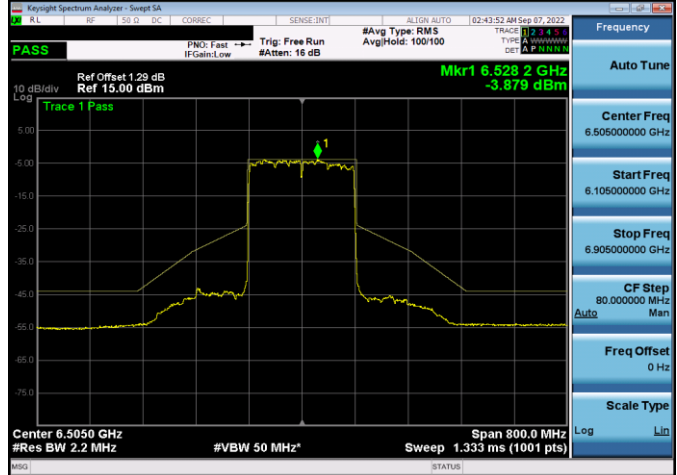 Keysight Spectrum Analyzer - Swept SA
RL RF 50 Ω DC CORREC SENSE:INT ALIGN AUTO 02:43:52 AM Sep 07, 2022
#Avg Type: RMS TRACE 1 2 3 4 5 6
PNO: Fast Trig: Free Run Avg|Hold: 100/100 TYPE A WWWWW
PASS IFGain:Low #Atten: 16 dB DET A P N N N N
Mkr1 6.528 2 GHz
Ref Offset 1.29 dB
10 dB/div Ref 15.00 dBm -3.879 dBm
Log
Trace 1 Pass
1
5.00
-5.00
-15.0
-25.0
-35.0
-45.0
-55.0
-65.0
-75.0
Center 6.5050 GHz Span 800.0 MHz
#Res BW 2.2 MHz #VBW 50 MHz* Sweep 1.333 ms (1001 pts)
MSG STATUS
Frequency
Auto Tune
Center Freq
6.505000000 GHz
Start Freq
6.105000000 GHz
Stop Freq
6.905000000 GHz
CF Step
80.000000 MHz
Auto Man
Freq Offset
0 Hz
Scale Type
Log Lin